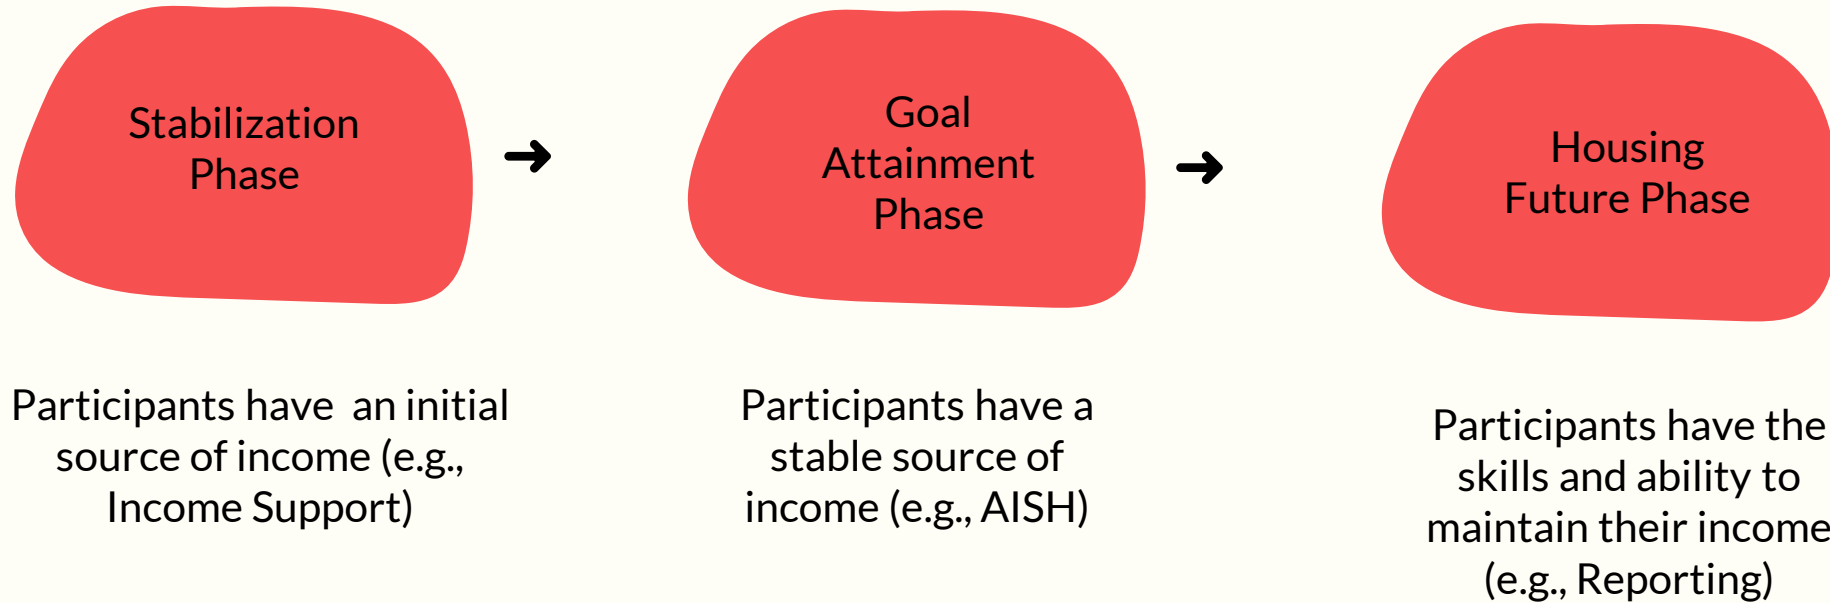 Stabilization
Phase
Goal
Attainment
Phase
Housing
Future Phase
Participants have  an initial
source of income (e.g.,
Income Support)
Participants have a
stable source of
income (e.g., AISH)
Participants have the
skills and ability to
maintain their income
(e.g., Reporting)